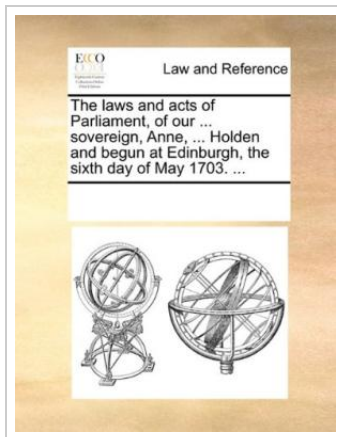 ECCO
Law and Reference
The laws and acts of
Parliament, of our ...
sovereign, Anne, ... Holden
and begun at Edinburgh, the
sixth day of May 1703. ...